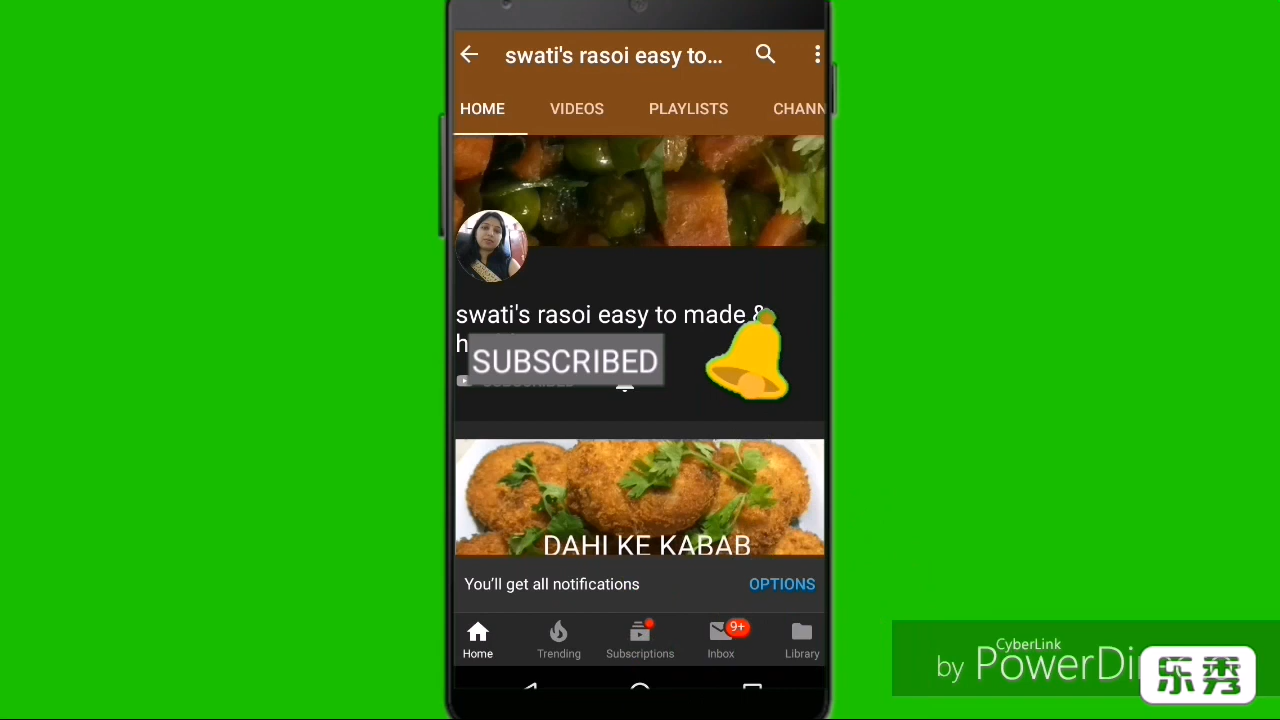 swati's rasoi easy to...
HOME VIDEOS PLAYLISTS CHANN
swati's rasoi easy to made &
h
SUBSCRIBED
SUBSCRIBED
DAHI KE KABAB
You'll get all notifications OPTIONS
9+
Home Trending Subscriptions Inbox Library
CyberLink
by PowerDi
乐秀